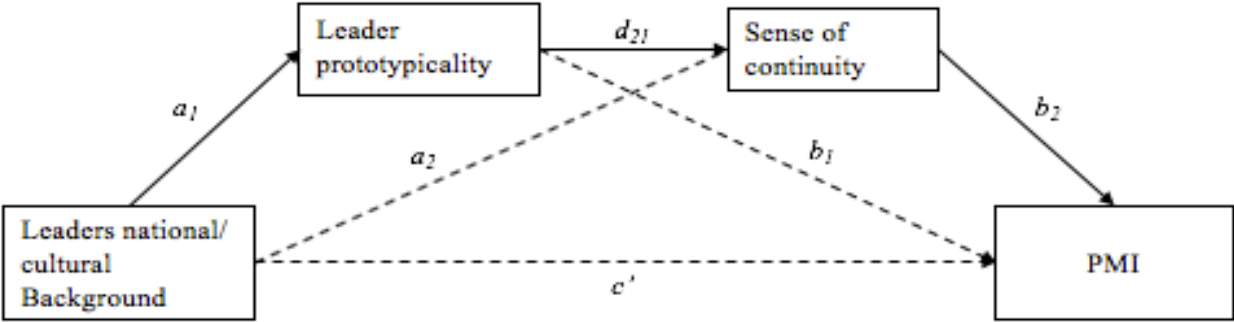 Leader
prototypicality
d21
Sense of
continuity
a1
a2
b1
b2
Leaders national/
cultural
Background
c’
PMI